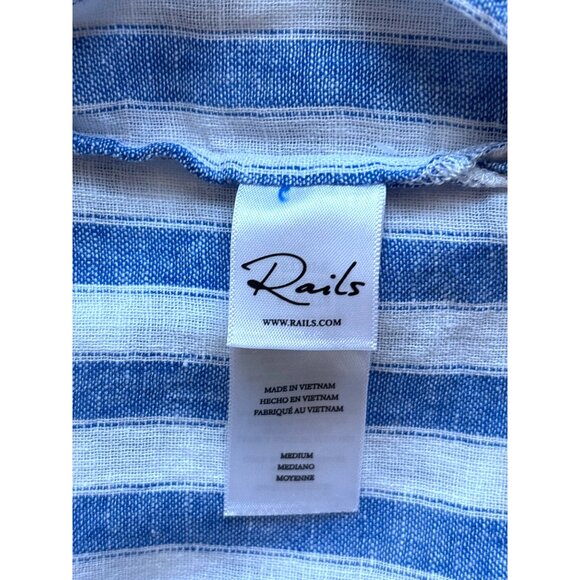 Rails
WWW.RAILS.COM
MADE IN VIETNAM
HECHO EN VIETNAM
FABRIQUÉ AU VIETNAM
MEDIUM
MEDIANO
MOYENNE